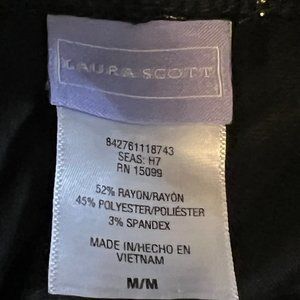 LAURA SCOTT
842761118743
SEAS: H7
RN 15099
52% RAYON/RAYÓN
45% POLYESTER/POLIÉSTER
3% SPANDEX
MADE IN/HECHO EN
VIETNAM
M/M